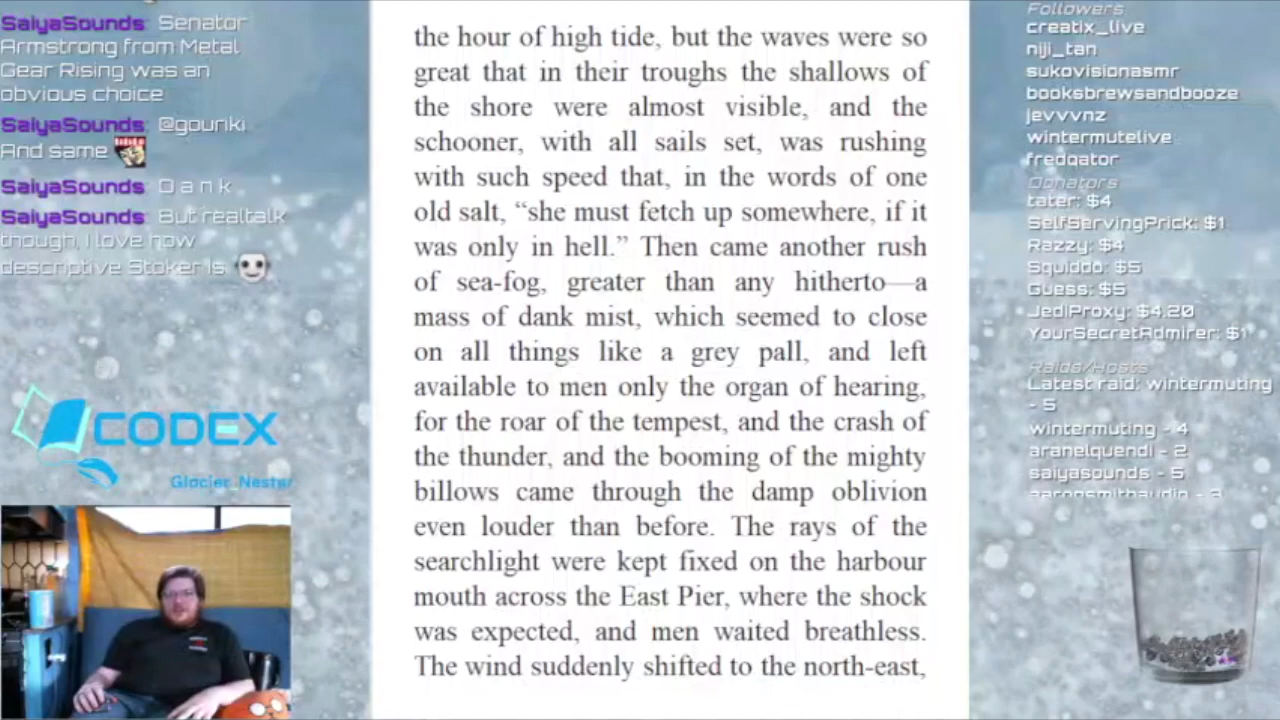 SaiyaSounds: Senator
Armstrong from Metal
Gear Rising was an
obvious choice
SaiyaSounds: @gouriki
And same
SaiyaSounds: D a n k
SaiyaSounds: But realtalk
though, I love how
descriptive Stoker is
CODEX
Glacier Nester
the hour of high tide, but the waves were so
great that in their troughs the shallows of
the shore were almost visible, and the
schooner, with all sails set, was rushing
with such speed that, in the words of one
old salt, “she must fetch up somewhere, if it
was only in hell.” Then came another rush
of sea-fog, greater than any hitherto—a
mass of dank mist, which seemed to close
on all things like a grey pall, and left
available to men only the organ of hearing,
for the roar of the tempest, and the crash of
the thunder, and the booming of the mighty
billows came through the damp oblivion
even louder than before. The rays of the
searchlight were kept fixed on the harbour
mouth across the East Pier, where the shock
was expected, and men waited breathless.
The wind suddenly shifted to the north-east,
Followers
creatix_live
niji_tan
sukovisionasmr
booksbrewsandbooze
jevvvnz
wintermutelive
fredgator
Donators
tater: $4
SelfServingPrick: $1
Razzy: $4
Squiddo: $5
Guess: $5
JediProxy: $4.20
YourSecretAdmirer: $1
Raids/Hosts
Latest raid: wintermuting
- 5
wintermuting - 4
aranelquendi - 2
saiyasounds - 5
aaronsmithaudio - 3